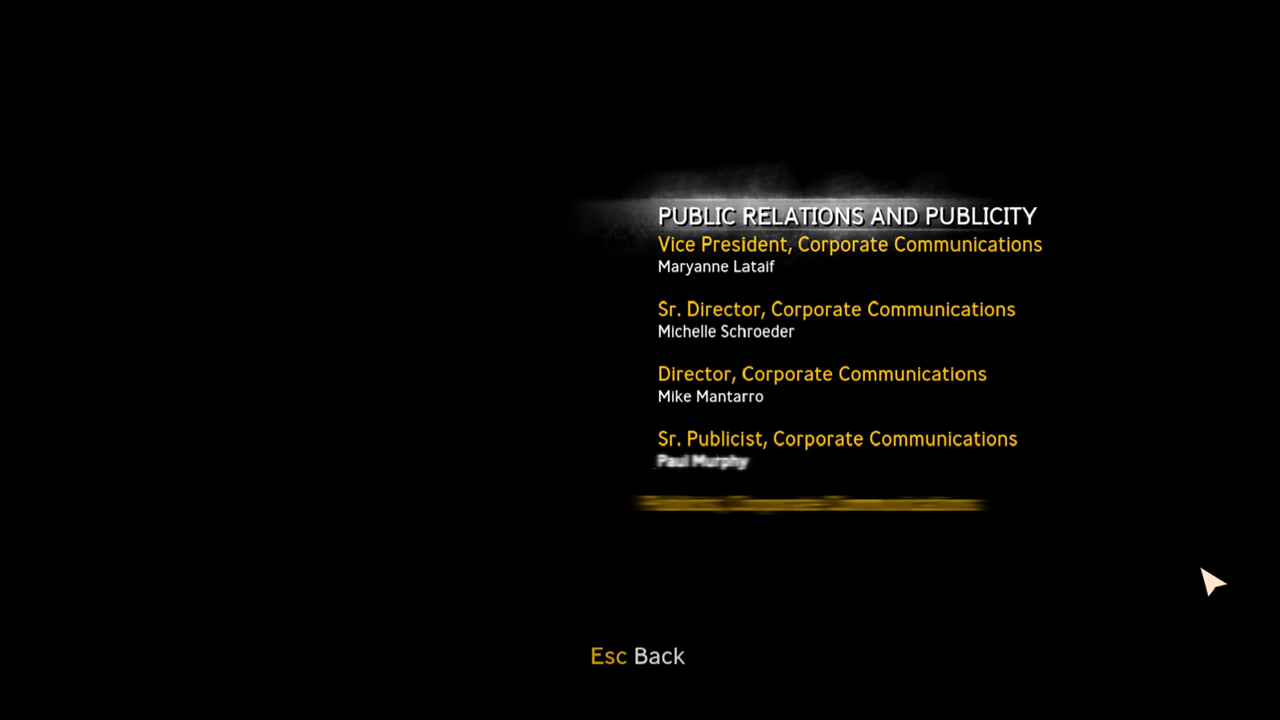 PUBLIC RELATIONS AND PUBLICITY
Vice President, Corporate Communications
Maryanne Lataif
Sr. Director, Corporate Communications
Michelle Schroeder
Director, Corporate Communications
Mike Mantarro
Sr. Publicist, Corporate Communications
Paul Murphy
Esc Back